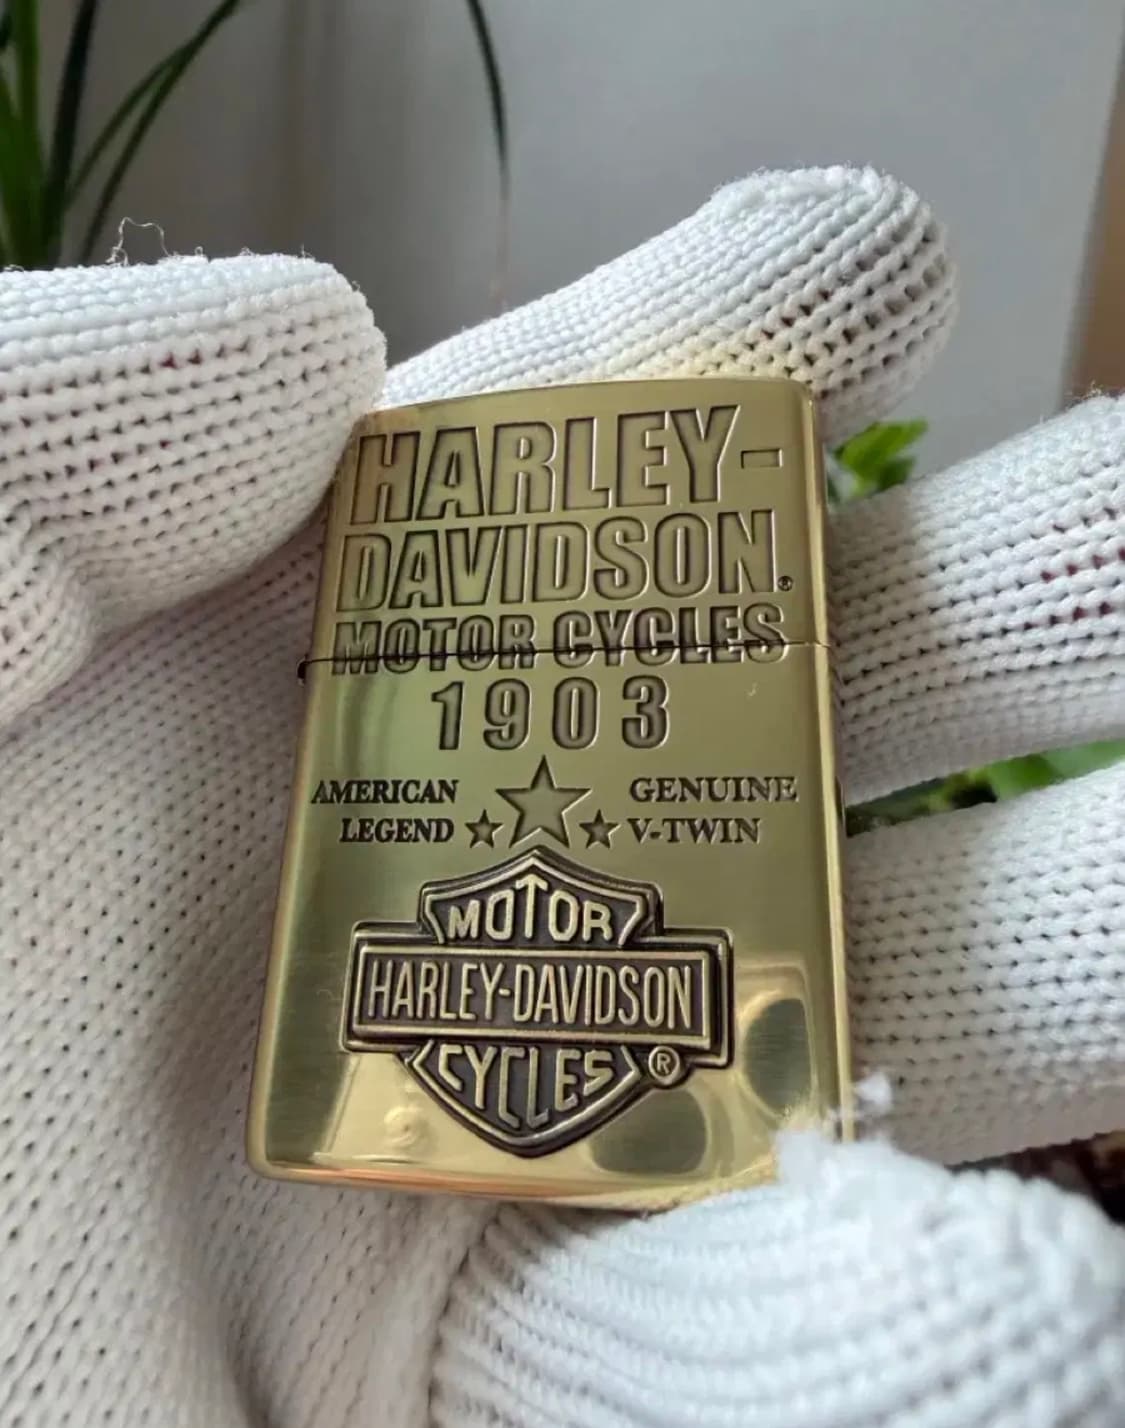 HARLEY-
DAVIDSON®
MOTOR CYCLES
1903
AMERICAN
LEGEND
GENUINE
V-TWIN
MOTOR
HARLEY-DAVIDSON
CYCLES ®